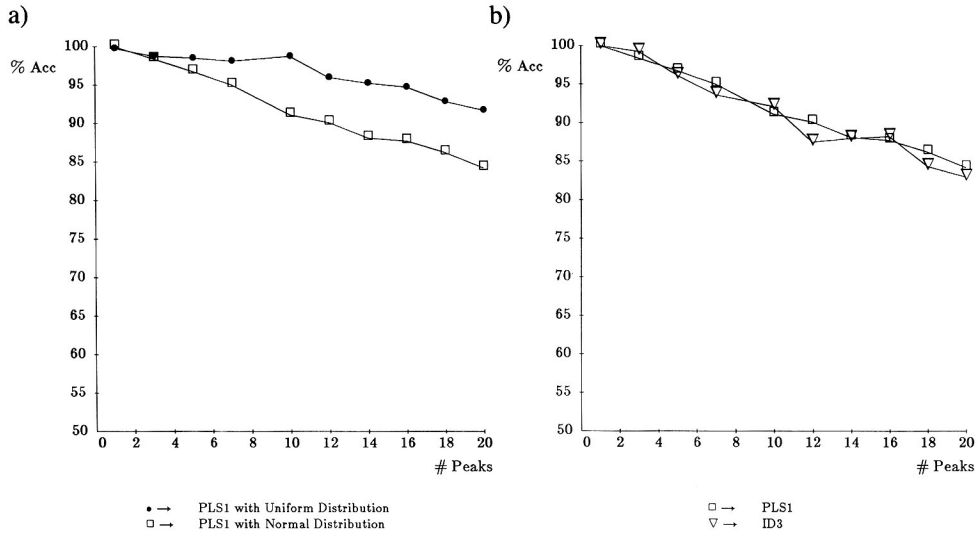 a)
% Acc
100
95
90
85
80
75
70
65
60
55
50
0 2 4 6 8 10 12 14 16 18 20
# Peaks
● → PLS1 with Uniform Distribution
□ → PLS1 with Normal Distribution
b)
% Acc
100
95
90
85
80
75
70
65
60
55
50
0 2 4 6 8 10 12 14 16 18 20
# Peaks
□ → PLS1
▽ → ID3